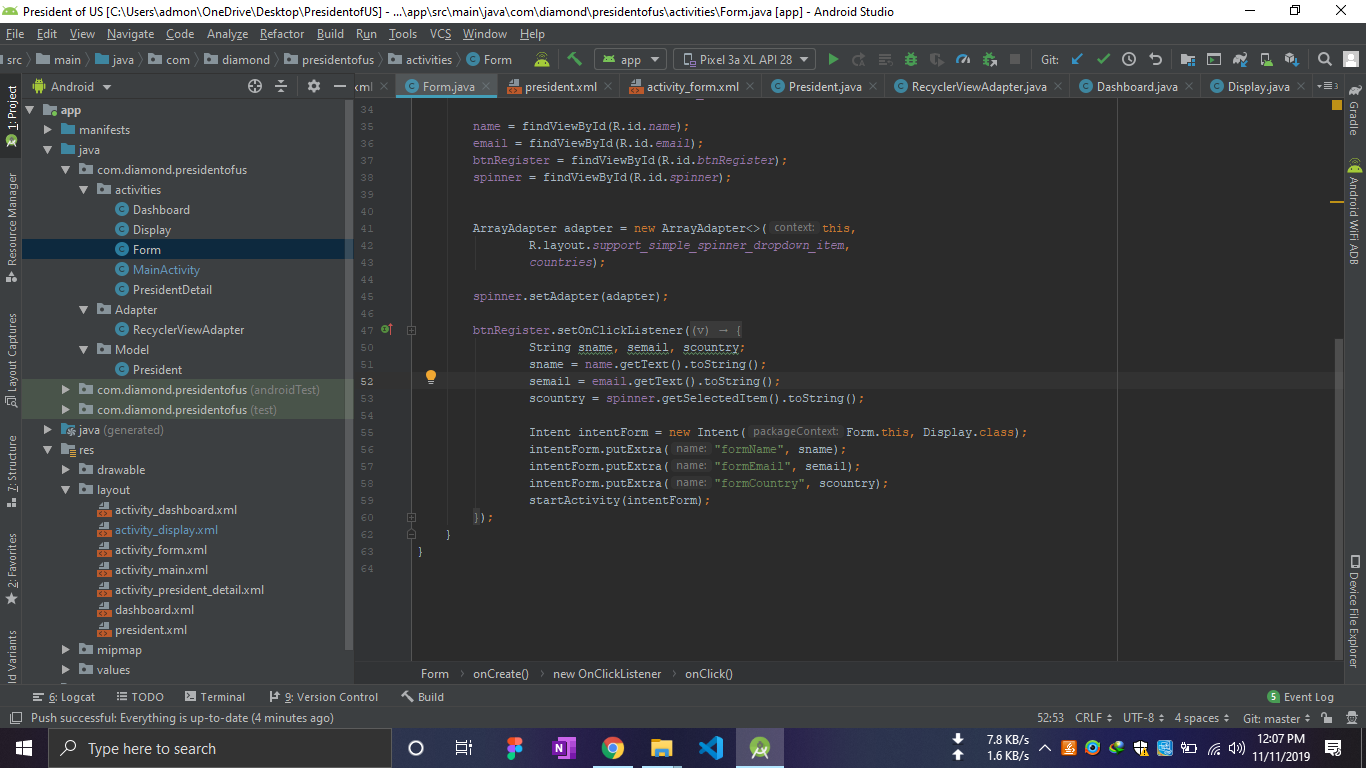 President of US [C:\Users\admon\OneDrive\Desktop\PresidentofUS] - ...\app\src\main\java\com\diamond\presidentofus\activities\Form.java [app] - Android Studio
File Edit View Navigate Code Analyze Refactor Build Run Tools VCS Window Help
src main java com diamond presidentofus activities Form app Pixel 3a XL API 28 Git:
Android xml Form.java president.xml activity_form.xml President.java RecyclerViewAdapter.java Dashboard.java Display.java 3
1: Project
Resource Manager
Layout Captures
7: Structure
2: Favorites
ld Variants
app
manifests
java
com.diamond.presidentofus
activities
Dashboard
Display
Form
MainActivity
PresidentDetail
Adapter
RecyclerViewAdapter
Model
President
com.diamond.presidentofus (androidTest)
com.diamond.presidentofus (test)
java (generated)
res
drawable
layout
activity_dashboard.xml
activity_display.xml
activity_form.xml
activity_main.xml
activity_president_detail.xml
dashboard.xml
president.xml
mipmap
values
34
35 name = findViewById(R.id.name);
36 email = findViewById(R.id.email);
37 btnRegister = findViewById(R.id.btnRegister);
38 spinner = findViewById(R.id.spinner);
39
40
41 ArrayAdapter adapter = new ArrayAdapter<>( context: this,
42 R.layout.support_simple_spinner_dropdown_item,
43 countries);
44
45 spinner.setAdapter(adapter);
46
47 btnRegister.setOnClickListener((v) → {
50 String sname, semail, scountry;
51 sname = name.getText().toString();
52 semail = email.getText().toString();
53 scountry = spinner.getSelectedItem().toString();
54
55 Intent intentForm = new Intent( packageContext: Form.this, Display.class);
56 intentForm.putExtra( name: "formName", sname);
57 intentForm.putExtra( name: "formEmail", semail);
58 intentForm.putExtra( name: "formCountry", scountry);
59 startActivity(intentForm);
60 });
62 }
63 }
64
Form onCreate() new OnClickListener onClick()
Gradle
Android WiFi ADB
Device File Explorer
6: Logcat TODO Terminal 9: Version Control Build 5 Event Log
Push successful: Everything is up-to-date (4 minutes ago) 52:53 CRLF UTF-8 4 spaces Git: master
Type here to search 7.8 KB/s 1.6 KB/s 12:07 PM 11/11/2019